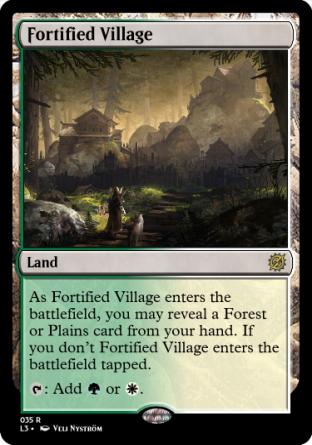 Fortified Village
Land
As Fortified Village enters the
battlefield, you may reveal a Forest
or Plains card from your hand. If
you don't Fortified Village enters the
battlefield tapped.
: Add or .
035 R
L3 • Veli Nyström